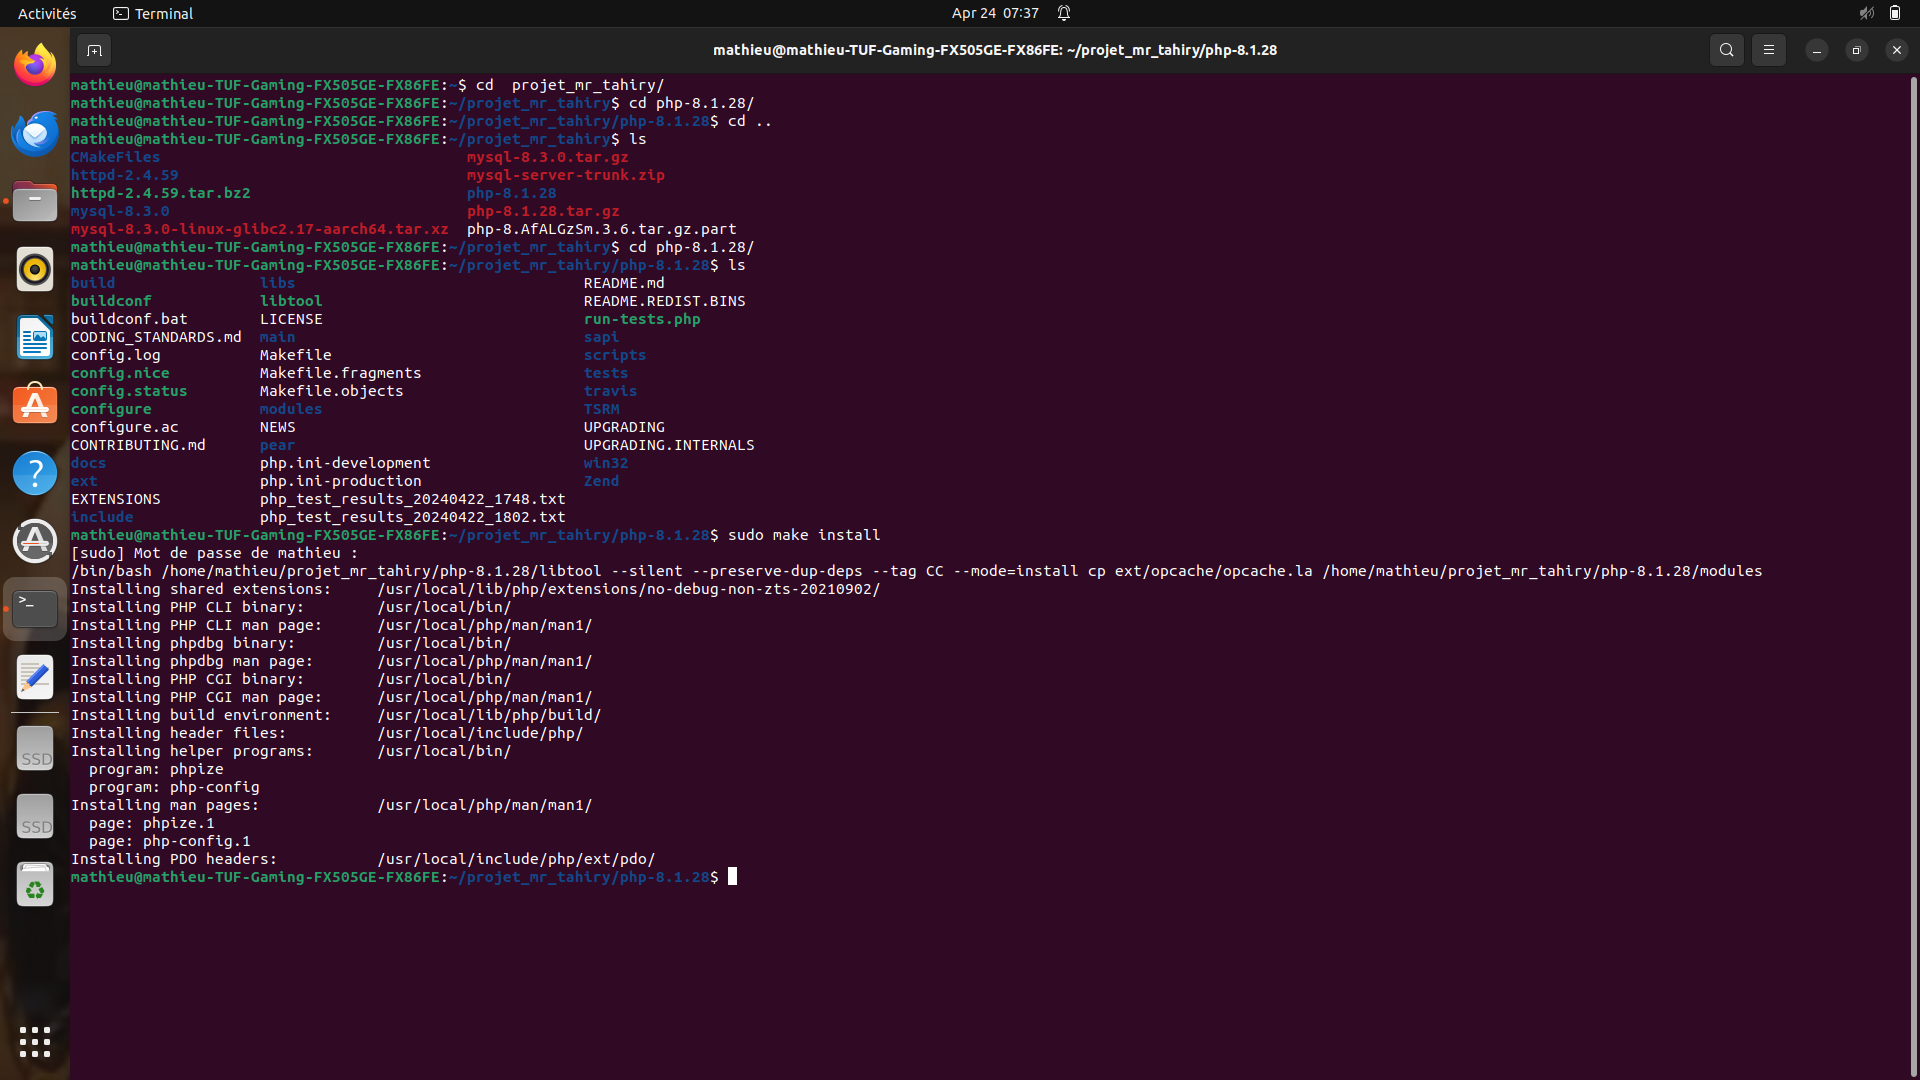 Activités
Terminal
Apr 24 07:37
mathieu@mathieu-TUF-Gaming-FX505GE-FX86FE: ~/projet_mr_tahiry/php-8.1.28
mathieu@mathieu-TUF-Gaming-FX505GE-FX86FE:~$ cd  projet_mr_tahiry/
mathieu@mathieu-TUF-Gaming-FX505GE-FX86FE:~/projet_mr_tahiry$ cd php-8.1.28/
mathieu@mathieu-TUF-Gaming-FX505GE-FX86FE:~/projet_mr_tahiry/php-8.1.28$ cd ..
mathieu@mathieu-TUF-Gaming-FX505GE-FX86FE:~/projet_mr_tahiry$ ls
CMakeFiles                                  mysql-8.3.0.tar.gz
httpd-2.4.59                                mysql-server-trunk.zip
httpd-2.4.59.tar.bz2                        php-8.1.28
mysql-8.3.0                                 php-8.1.28.tar.gz
mysql-8.3.0-linux-glibc2.17-aarch64.tar.xz  php-8.AfALGzSm.3.6.tar.gz.part
mathieu@mathieu-TUF-Gaming-FX505GE-FX86FE:~/projet_mr_tahiry$ cd php-8.1.28/
mathieu@mathieu-TUF-Gaming-FX505GE-FX86FE:~/projet_mr_tahiry/php-8.1.28$ ls
build                libs                               README.md
buildconf            libtool                            README.REDIST.BINS
buildconf.bat        LICENSE                            run-tests.php
CODING_STANDARDS.md  main                               sapi
config.log           Makefile                           scripts
config.nice          Makefile.fragments                 tests
config.status        Makefile.objects                   travis
configure            modules                            TSRM
configure.ac         NEWS                               UPGRADING
CONTRIBUTING.md      pear                               UPGRADING.INTERNALS
docs                 php.ini-development                win32
ext                  php.ini-production                 Zend
EXTENSIONS           php_test_results_20240422_1748.txt
include              php_test_results_20240422_1802.txt
mathieu@mathieu-TUF-Gaming-FX505GE-FX86FE:~/projet_mr_tahiry/php-8.1.28$ sudo make install
[sudo] Mot de passe de mathieu :
/bin/bash /home/mathieu/projet_mr_tahiry/php-8.1.28/libtool --silent --preserve-dup-deps --tag CC --mode=install cp ext/opcache/opcache.la /home/mathieu/projet_mr_tahiry/php-8.1.28/modules
Installing shared extensions:     /usr/local/lib/php/extensions/no-debug-non-zts-20210902/
Installing PHP CLI binary:        /usr/local/bin/
Installing PHP CLI man page:      /usr/local/php/man/man1/
Installing phpdbg binary:         /usr/local/bin/
Installing phpdbg man page:       /usr/local/php/man/man1/
Installing PHP CGI binary:        /usr/local/bin/
Installing PHP CGI man page:      /usr/local/php/man/man1/
Installing build environment:     /usr/local/lib/php/build/
Installing header files:          /usr/local/include/php/
Installing helper programs:       /usr/local/bin/
  program: phpize
  program: php-config
Installing man pages:             /usr/local/php/man/man1/
  page: phpize.1
  page: php-config.1
Installing PDO headers:           /usr/local/include/php/ext/pdo/
mathieu@mathieu-TUF-Gaming-FX505GE-FX86FE:~/projet_mr_tahiry/php-8.1.28$
SSD
SSD